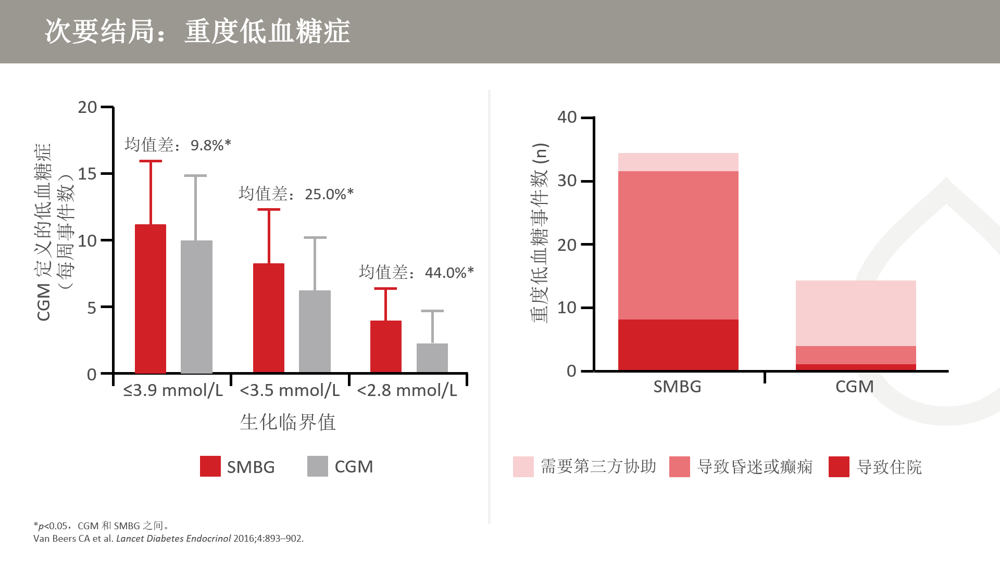 次要结局：重度低血糖症
CGM 定义的低血糖症
（每周事件数）
20
15
10
5
0
均值差：9.8%*
均值差：25.0%*
均值差：44.0%*
≤3.9 mmol/L
<3.5 mmol/L
<2.8 mmol/L
生化临界值
SMBG
CGM
重度低血糖事件数 (n)
40
30
20
10
0
SMBG
CGM
需要第三方协助
导致昏迷或癫痫
导致住院
*p<0.05，CGM 和 SMBG 之间。
Van Beers CA et al. Lancet Diabetes Endocrinol 2016;4:893–902.